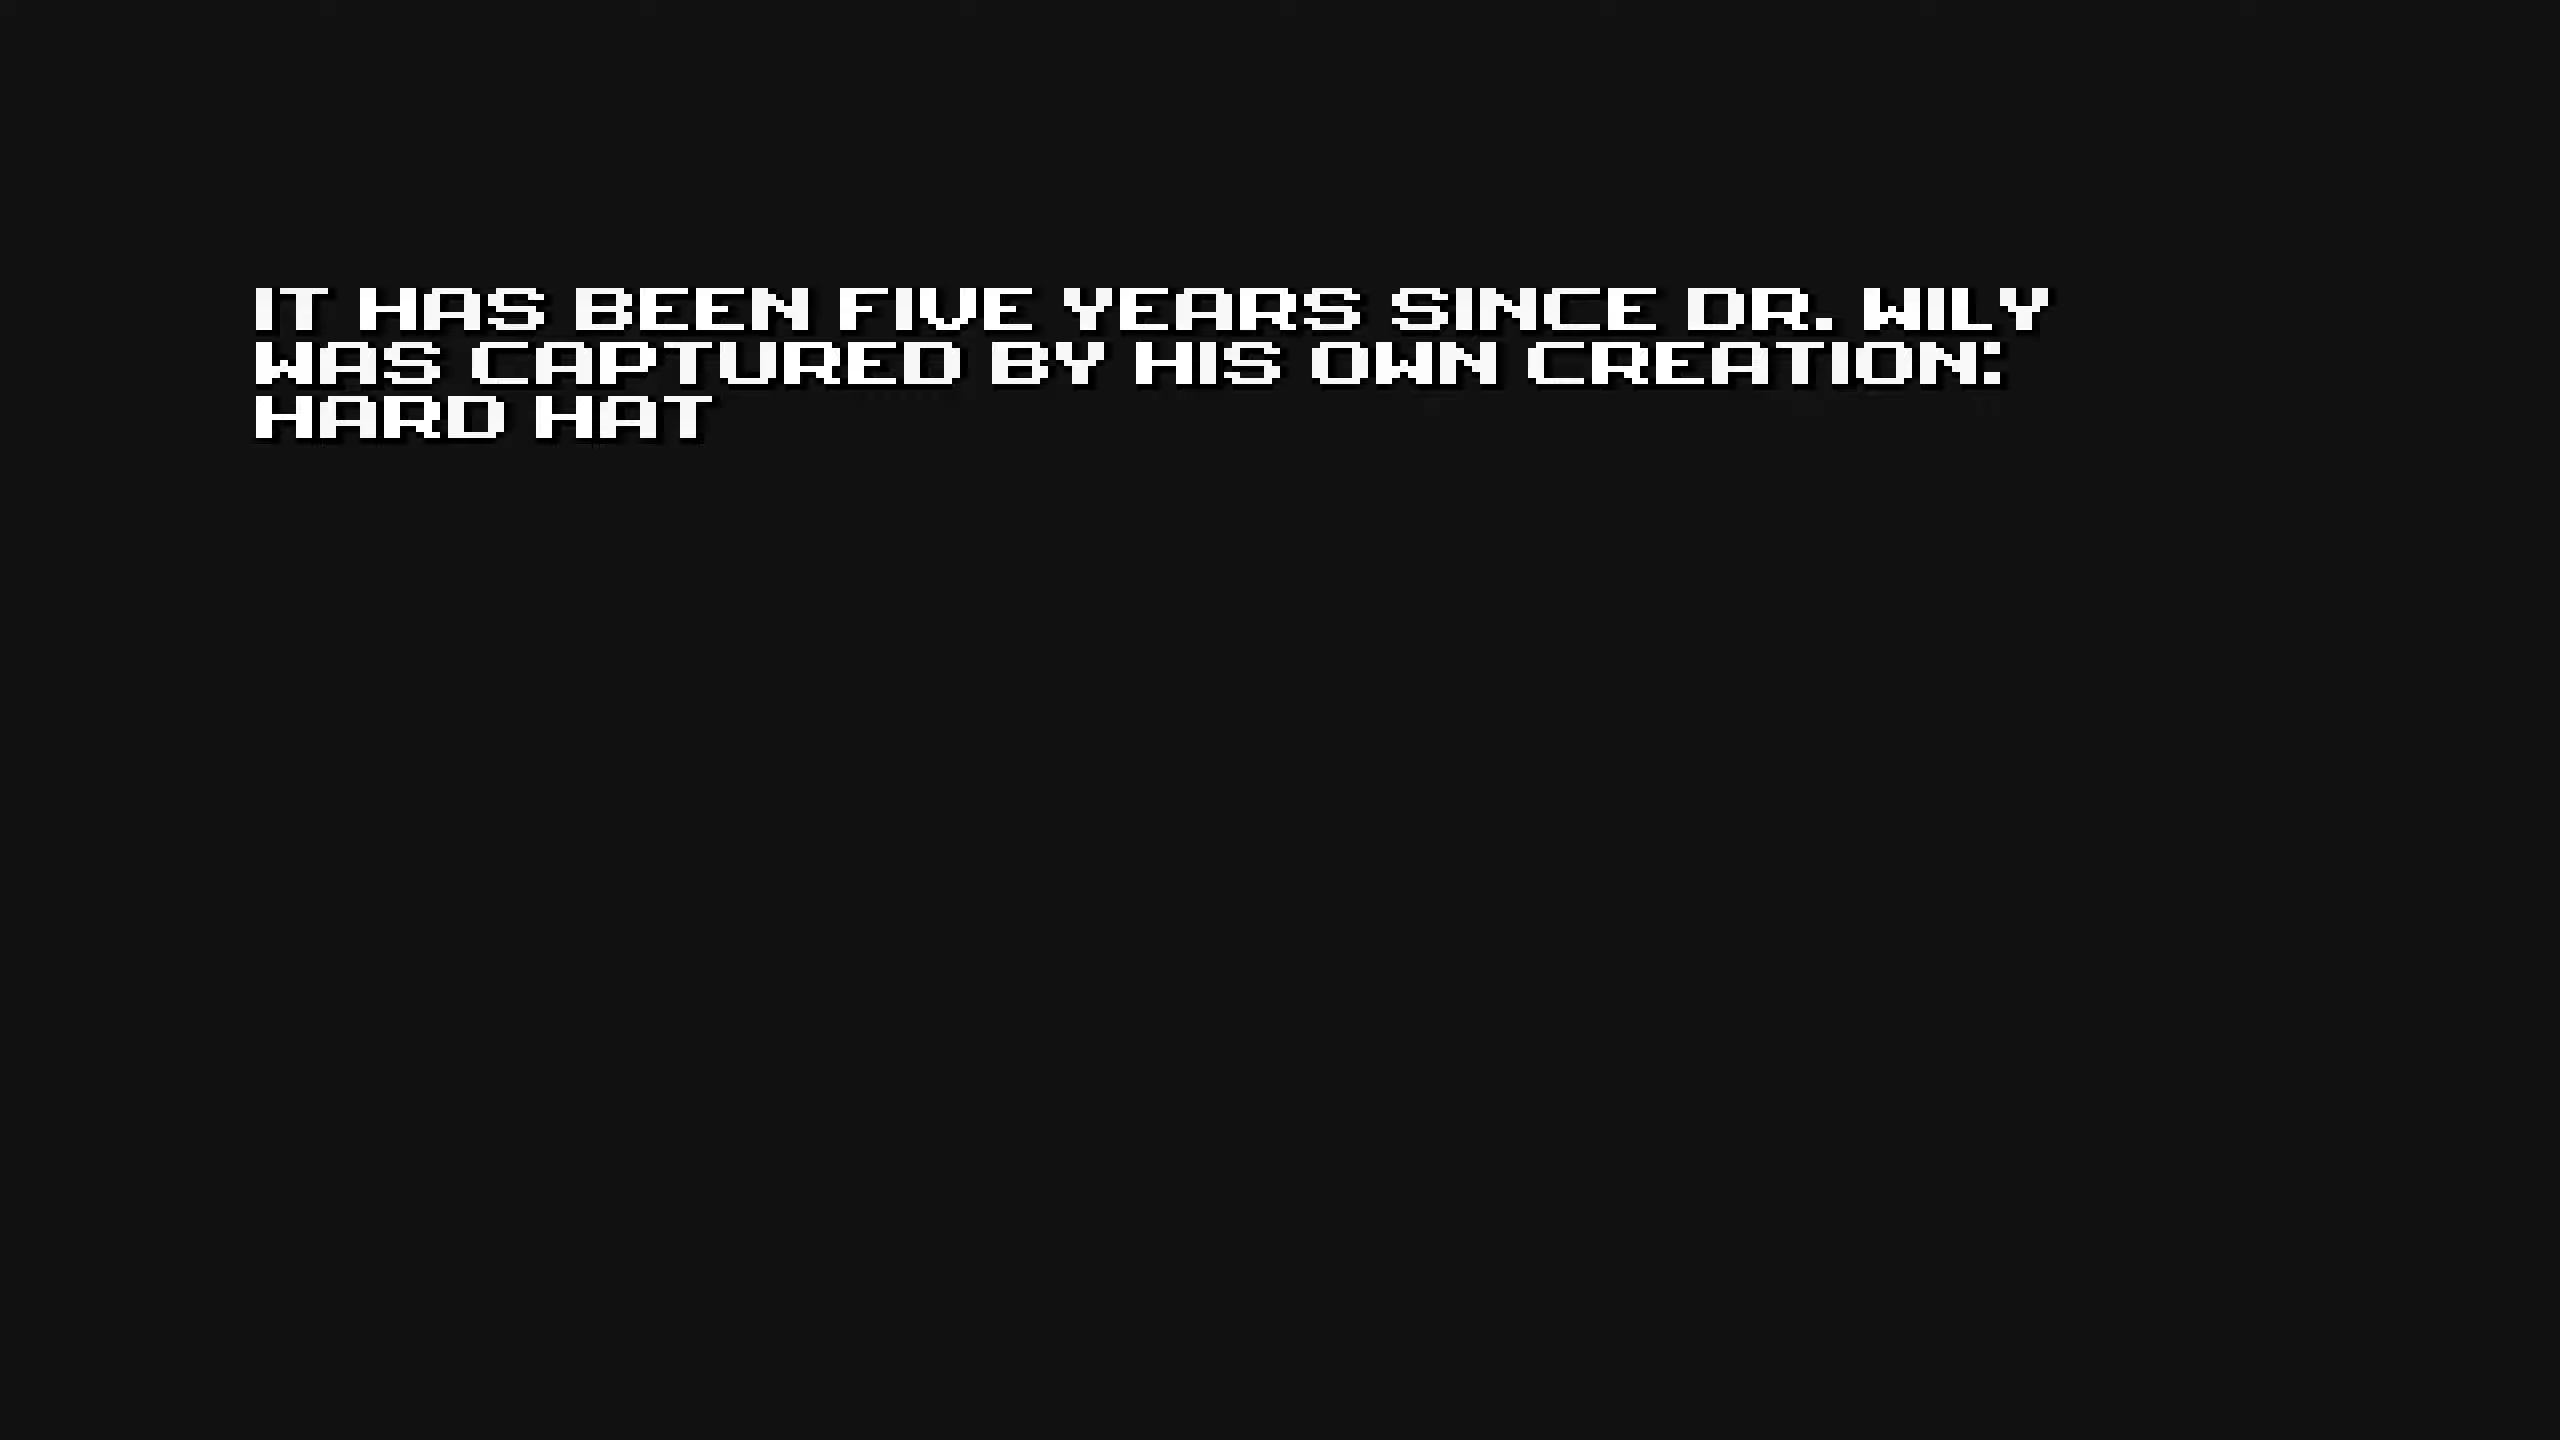 IT HAS BEEN FIVE YEARS SINCE DR. WILY
WAS CAPTURED BY HIS OWN CREATION:
HARD HAT